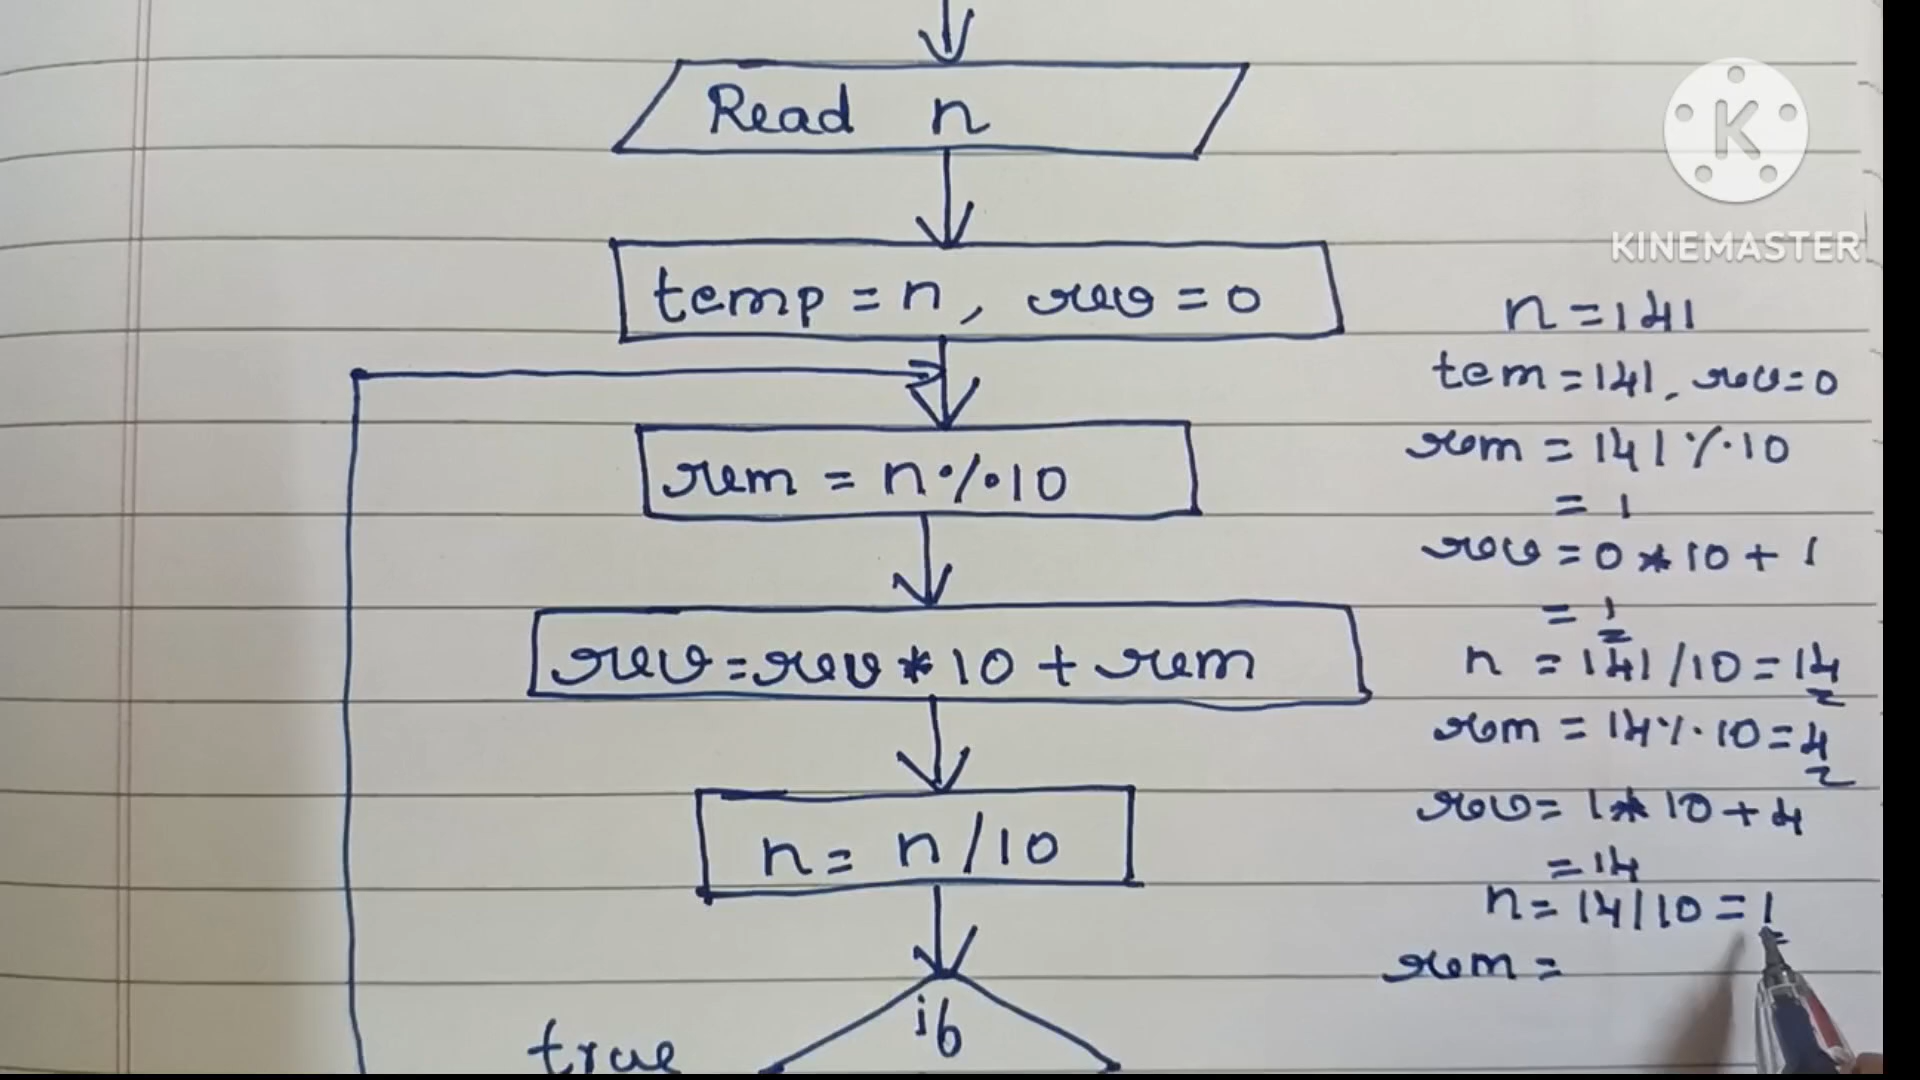 Read n
KINEMASTER
temp = n, rev = 0
rem = n % 10
rev = rev * 10 + rem
n = n / 10
if
true
n = 141
tem = 141, rev = 0
rem = 141 % 10
= 1
rev = 0 * 10 + 1
= 1
n = 141 / 10 = 14
rem = 14 % 10 = 4
rev = 1 * 10 + 4
= 14
n = 14 / 10 = 1
rem =